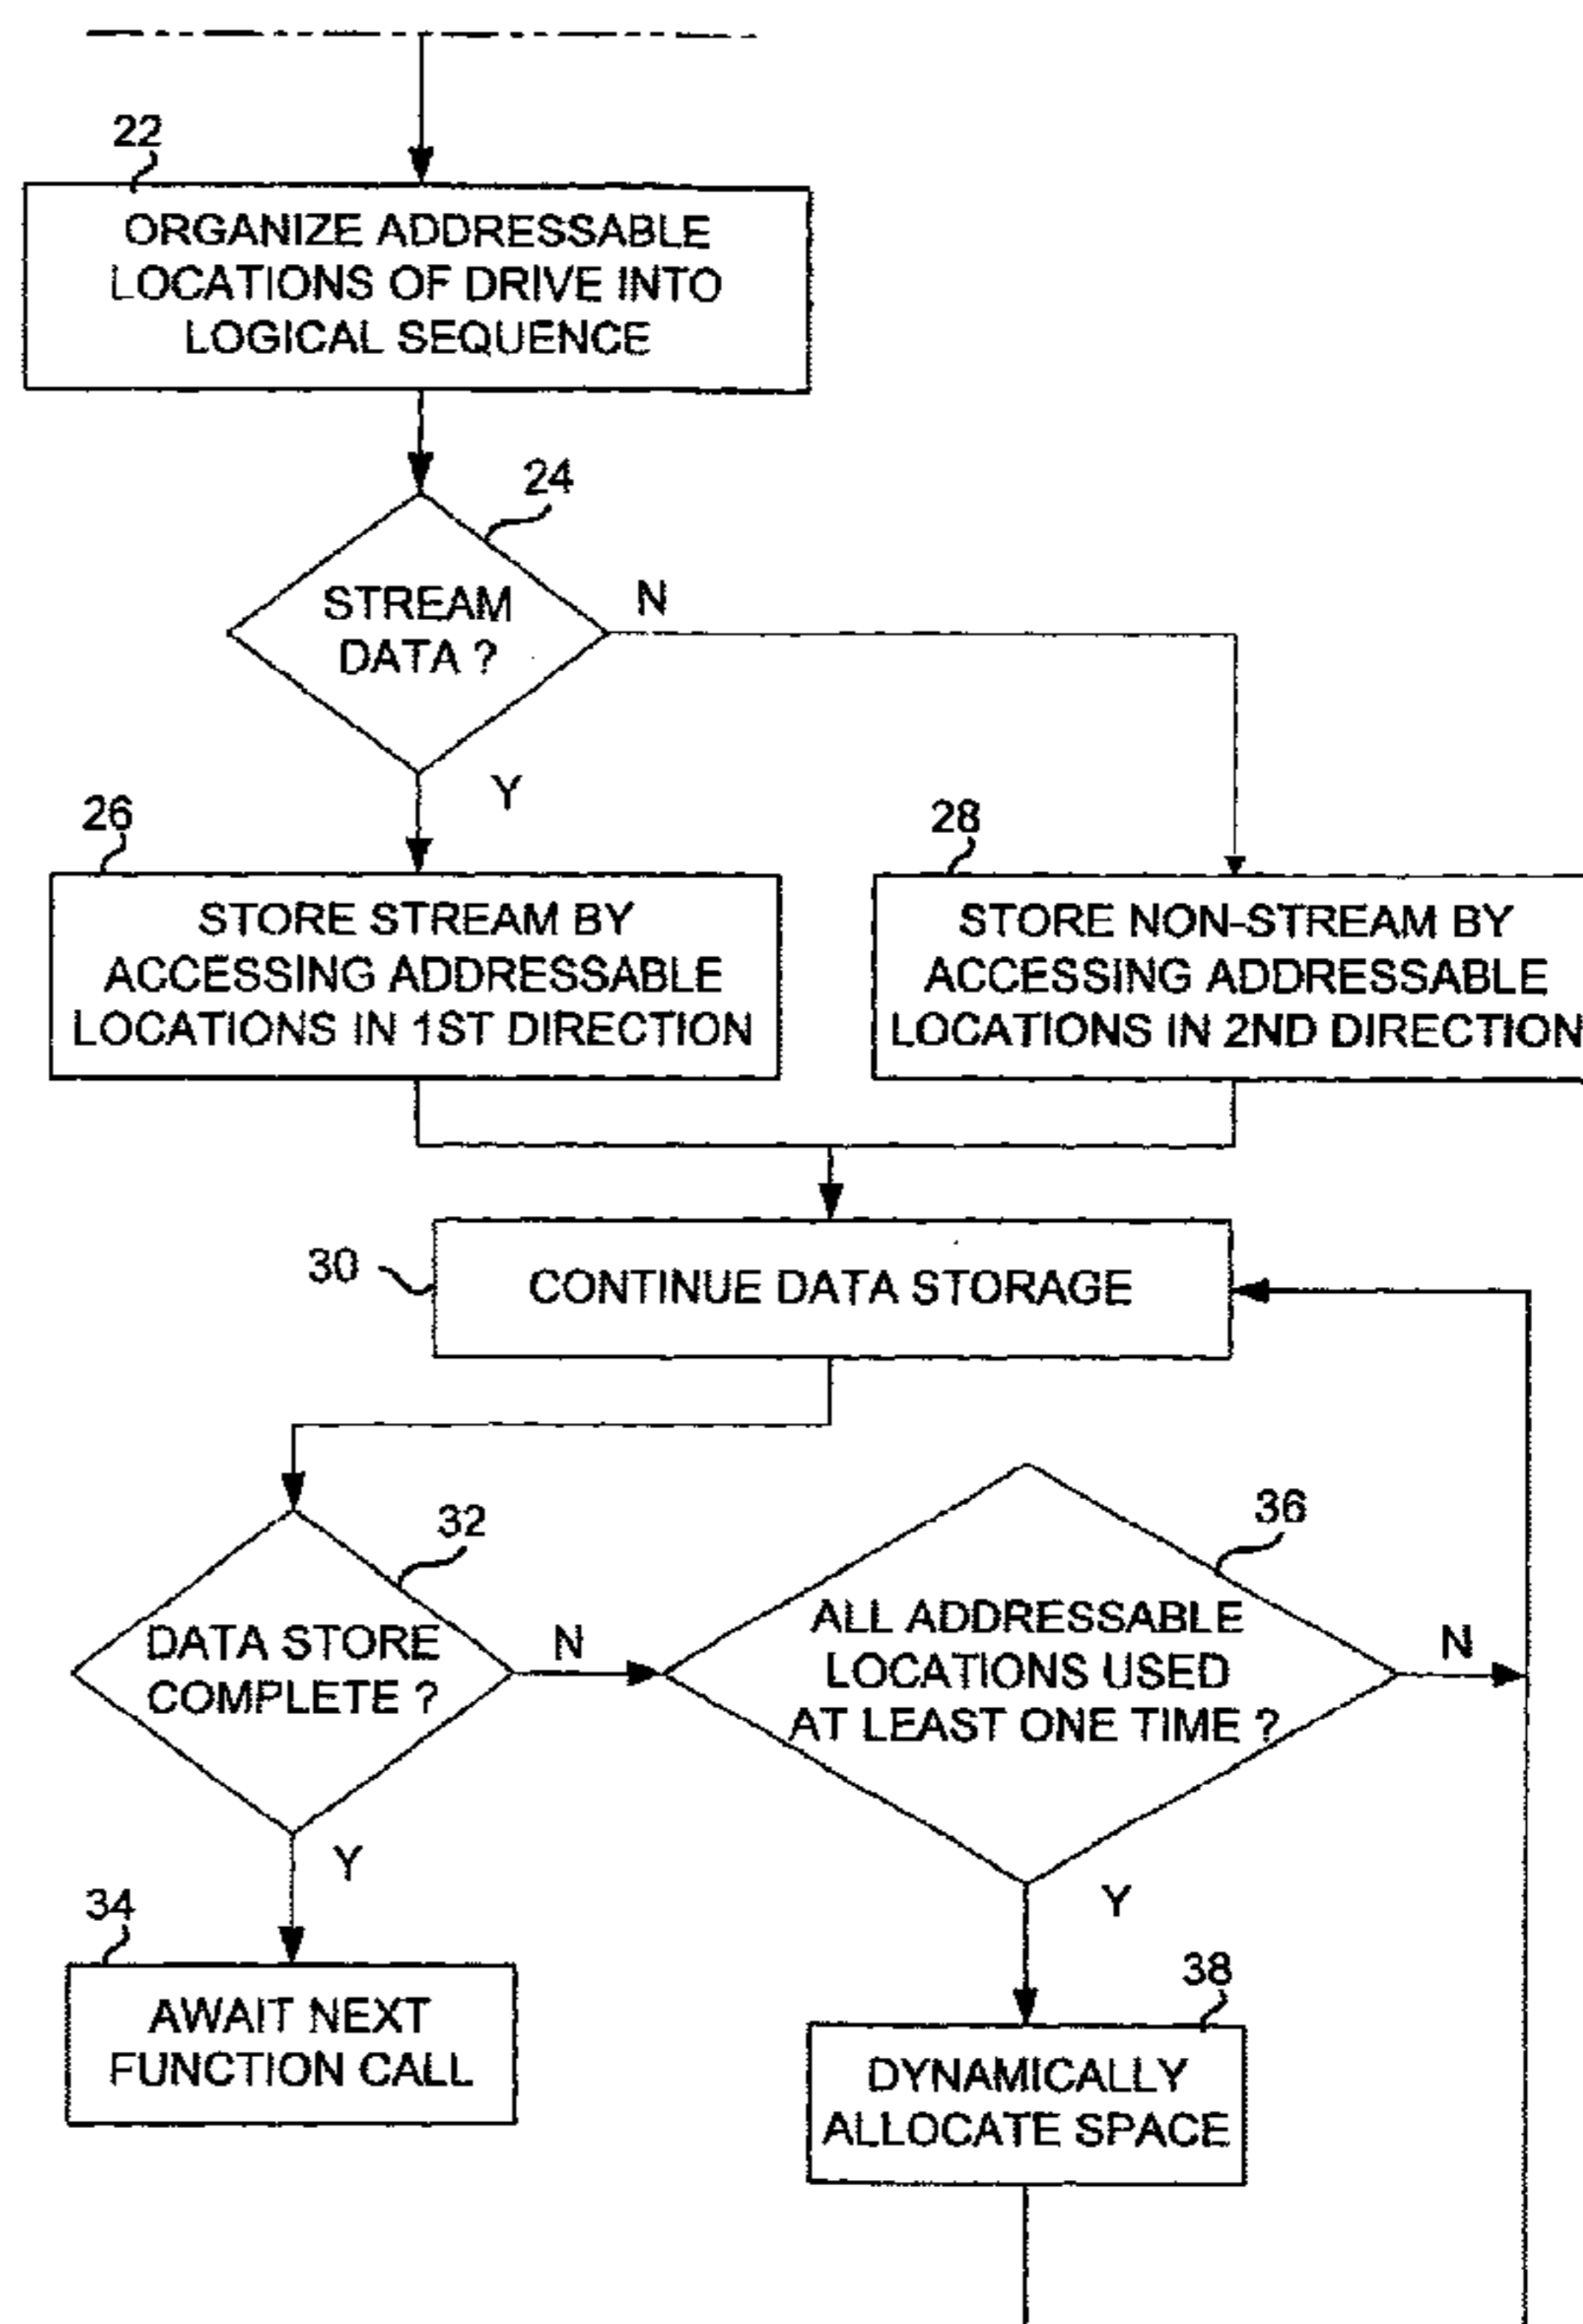 22
ORGANIZE ADDRESSABLE
LOCATIONS OF DRIVE INTO
LOGICAL SEQUENCE
24
STREAM
DATA ?
N
Y
26
28
STORE STREAM BY
ACCESSING ADDRESSABLE
LOCATIONS IN 1ST DIRECTION
STORE NON-STREAM BY
ACCESSING ADDRESSABLE
LOCATIONS IN 2ND DIRECTION
30
CONTINUE DATA STORAGE
32
DATA STORE
COMPLETE ?
N
36
ALL ADDRESSABLE
LOCATIONS USED
AT LEAST ONE TIME ?
N
Y
34
AWAIT NEXT
FUNCTION CALL
Y
38
DYNAMICALLY
ALLOCATE SPACE